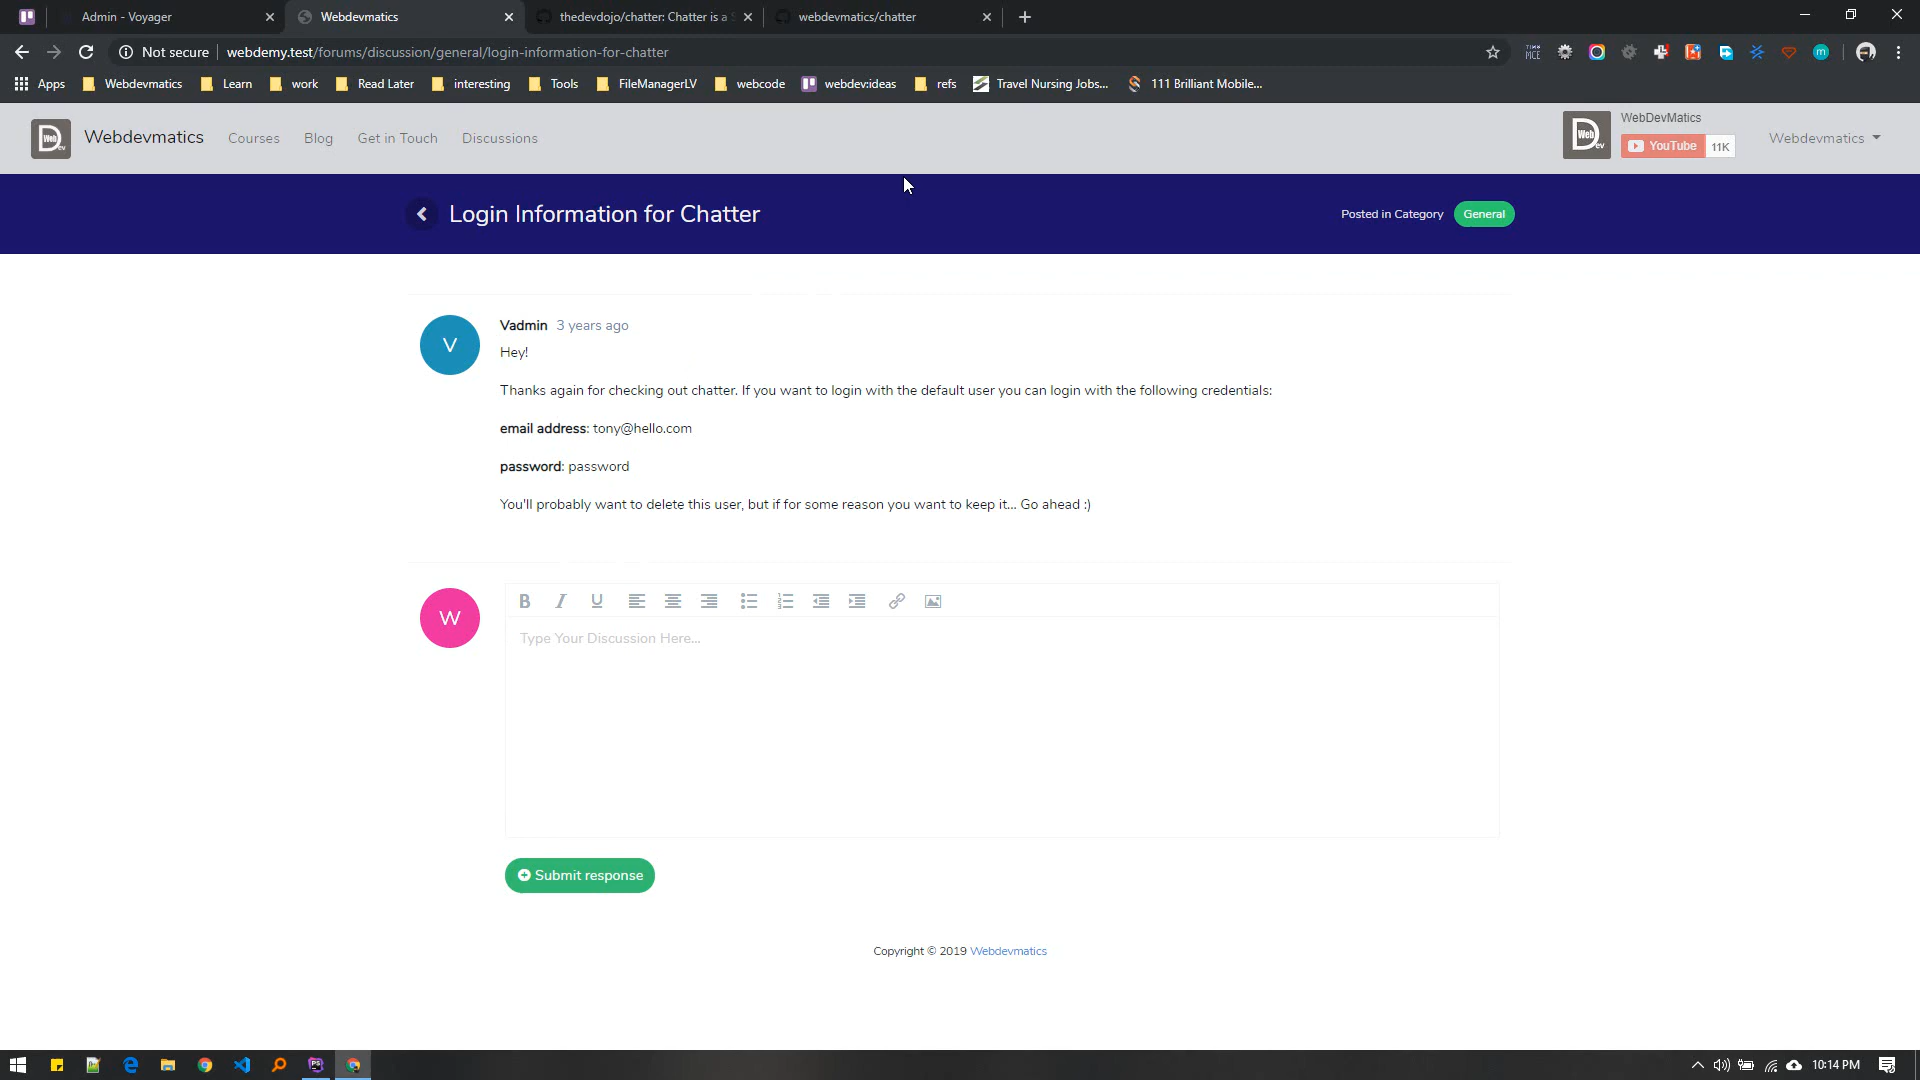 Admin - Voyager
Webdevmatics
thedevdojo/chatter: Chatter is a
webdevmatics/chatter
Not secure
webdemy.test/forums/discussion/general/login-information-for-chatter
Apps
Webdevmatics
Learn
work
Read Later
interesting
Tools
FileManagerLV
webcode
webdev:ideas
refs
Travel Nursing Jobs...
111 Brilliant Mobile...
Webdevmatics
Courses
Blog
Get in Touch
Discussions
WebDevMatics
YouTube
11K
Webdevmatics
Login Information for Chatter
Posted in Category
General
V
Vadmin 3 years ago
Hey!
Thanks again for checking out chatter. If you want to login with the default user you can login with the following credentials:
email address: tony@hello.com
password: password
You'll probably want to delete this user, but if for some reason you want to keep it... Go ahead :)
W
B I U
Type Your Discussion Here...
Submit response
Copyright © 2019 Webdevmatics
10:14 PM